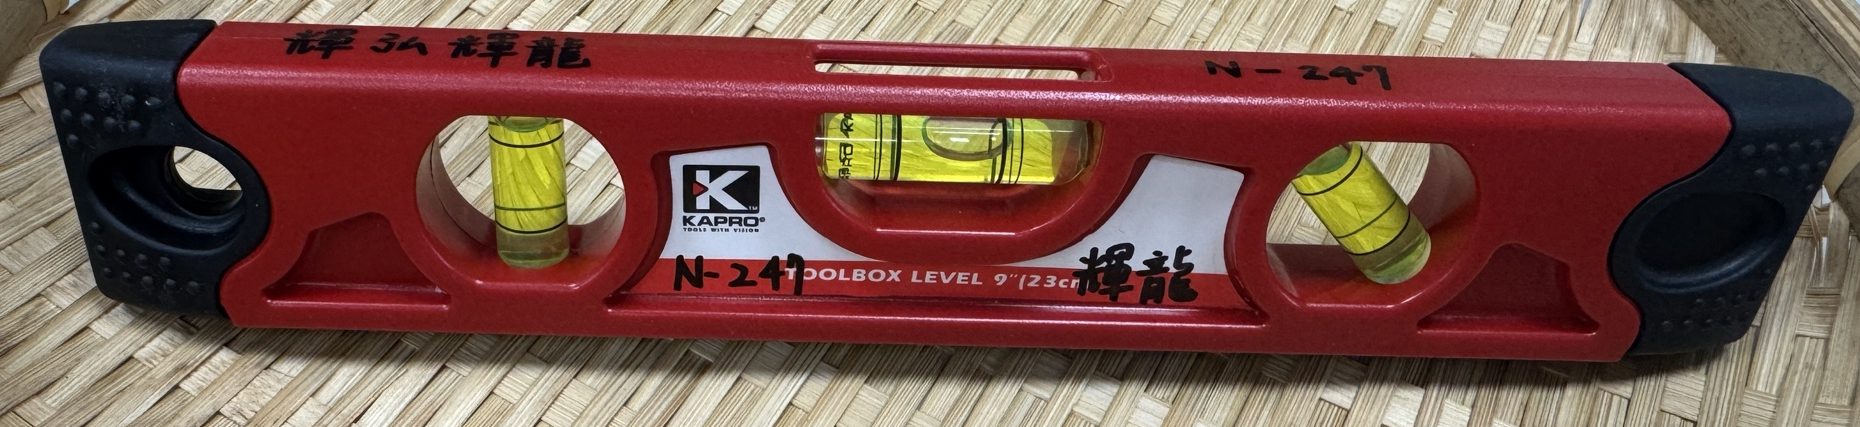 輝弘輝龍
N-247
KAPRO®
TOOLS WITH VISION
N-247 TOOLBOX LEVEL 9"(23cm 輝龍